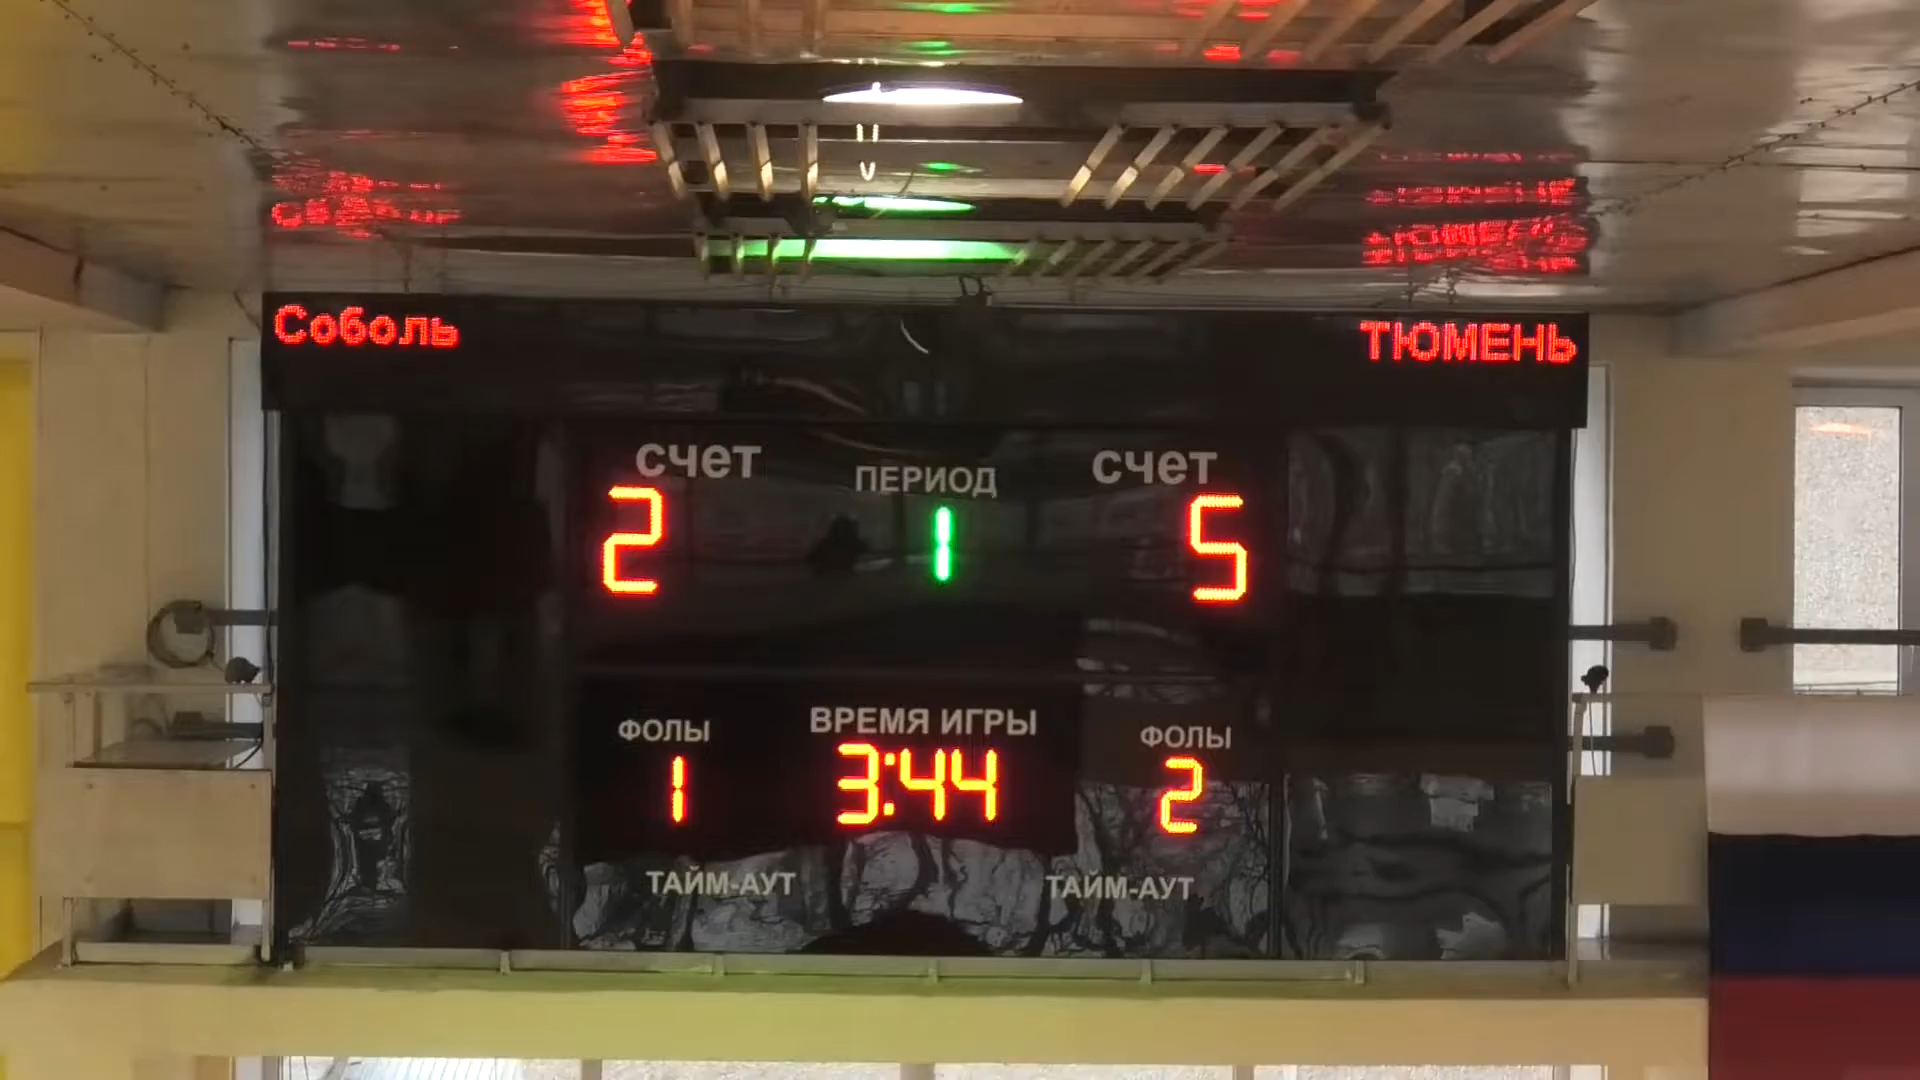 Соболь ТЮМЕНЬ
счет ПЕРИОД счет
2 1 5
ФОЛЫ ВРЕМЯ ИГРЫ ФОЛЫ
1 3:44 2
ТАЙМ-АУТ ТАЙМ-АУТ